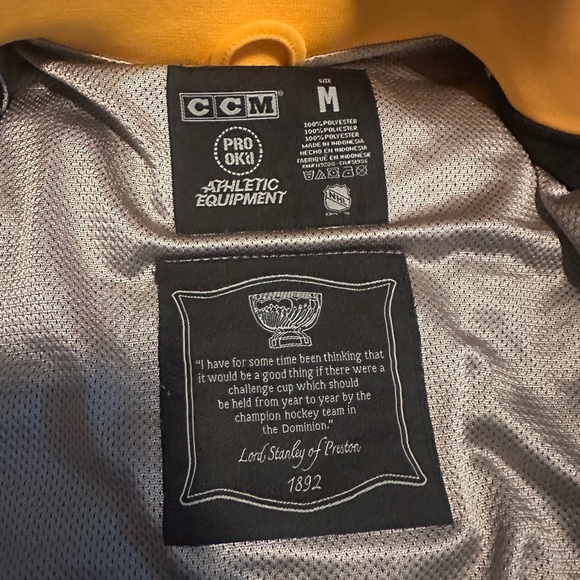 CCM
PRO
OK'd
ATHLETIC
EQUIPMENT
SIZE
M
100% POLYESTER
100% POLYESTER
100% POLYESTER
MADE IN INDONESIA
HECHO EN INDONESIA
FABRIQUÉ EN INDONESIE
NHL
"I have for some time been thinking that
it would be a good thing if there were a
challenge cup which should
be held from year to year by the
champion hockey team in
the Dominion."
Lord Stanley of Preston
1892